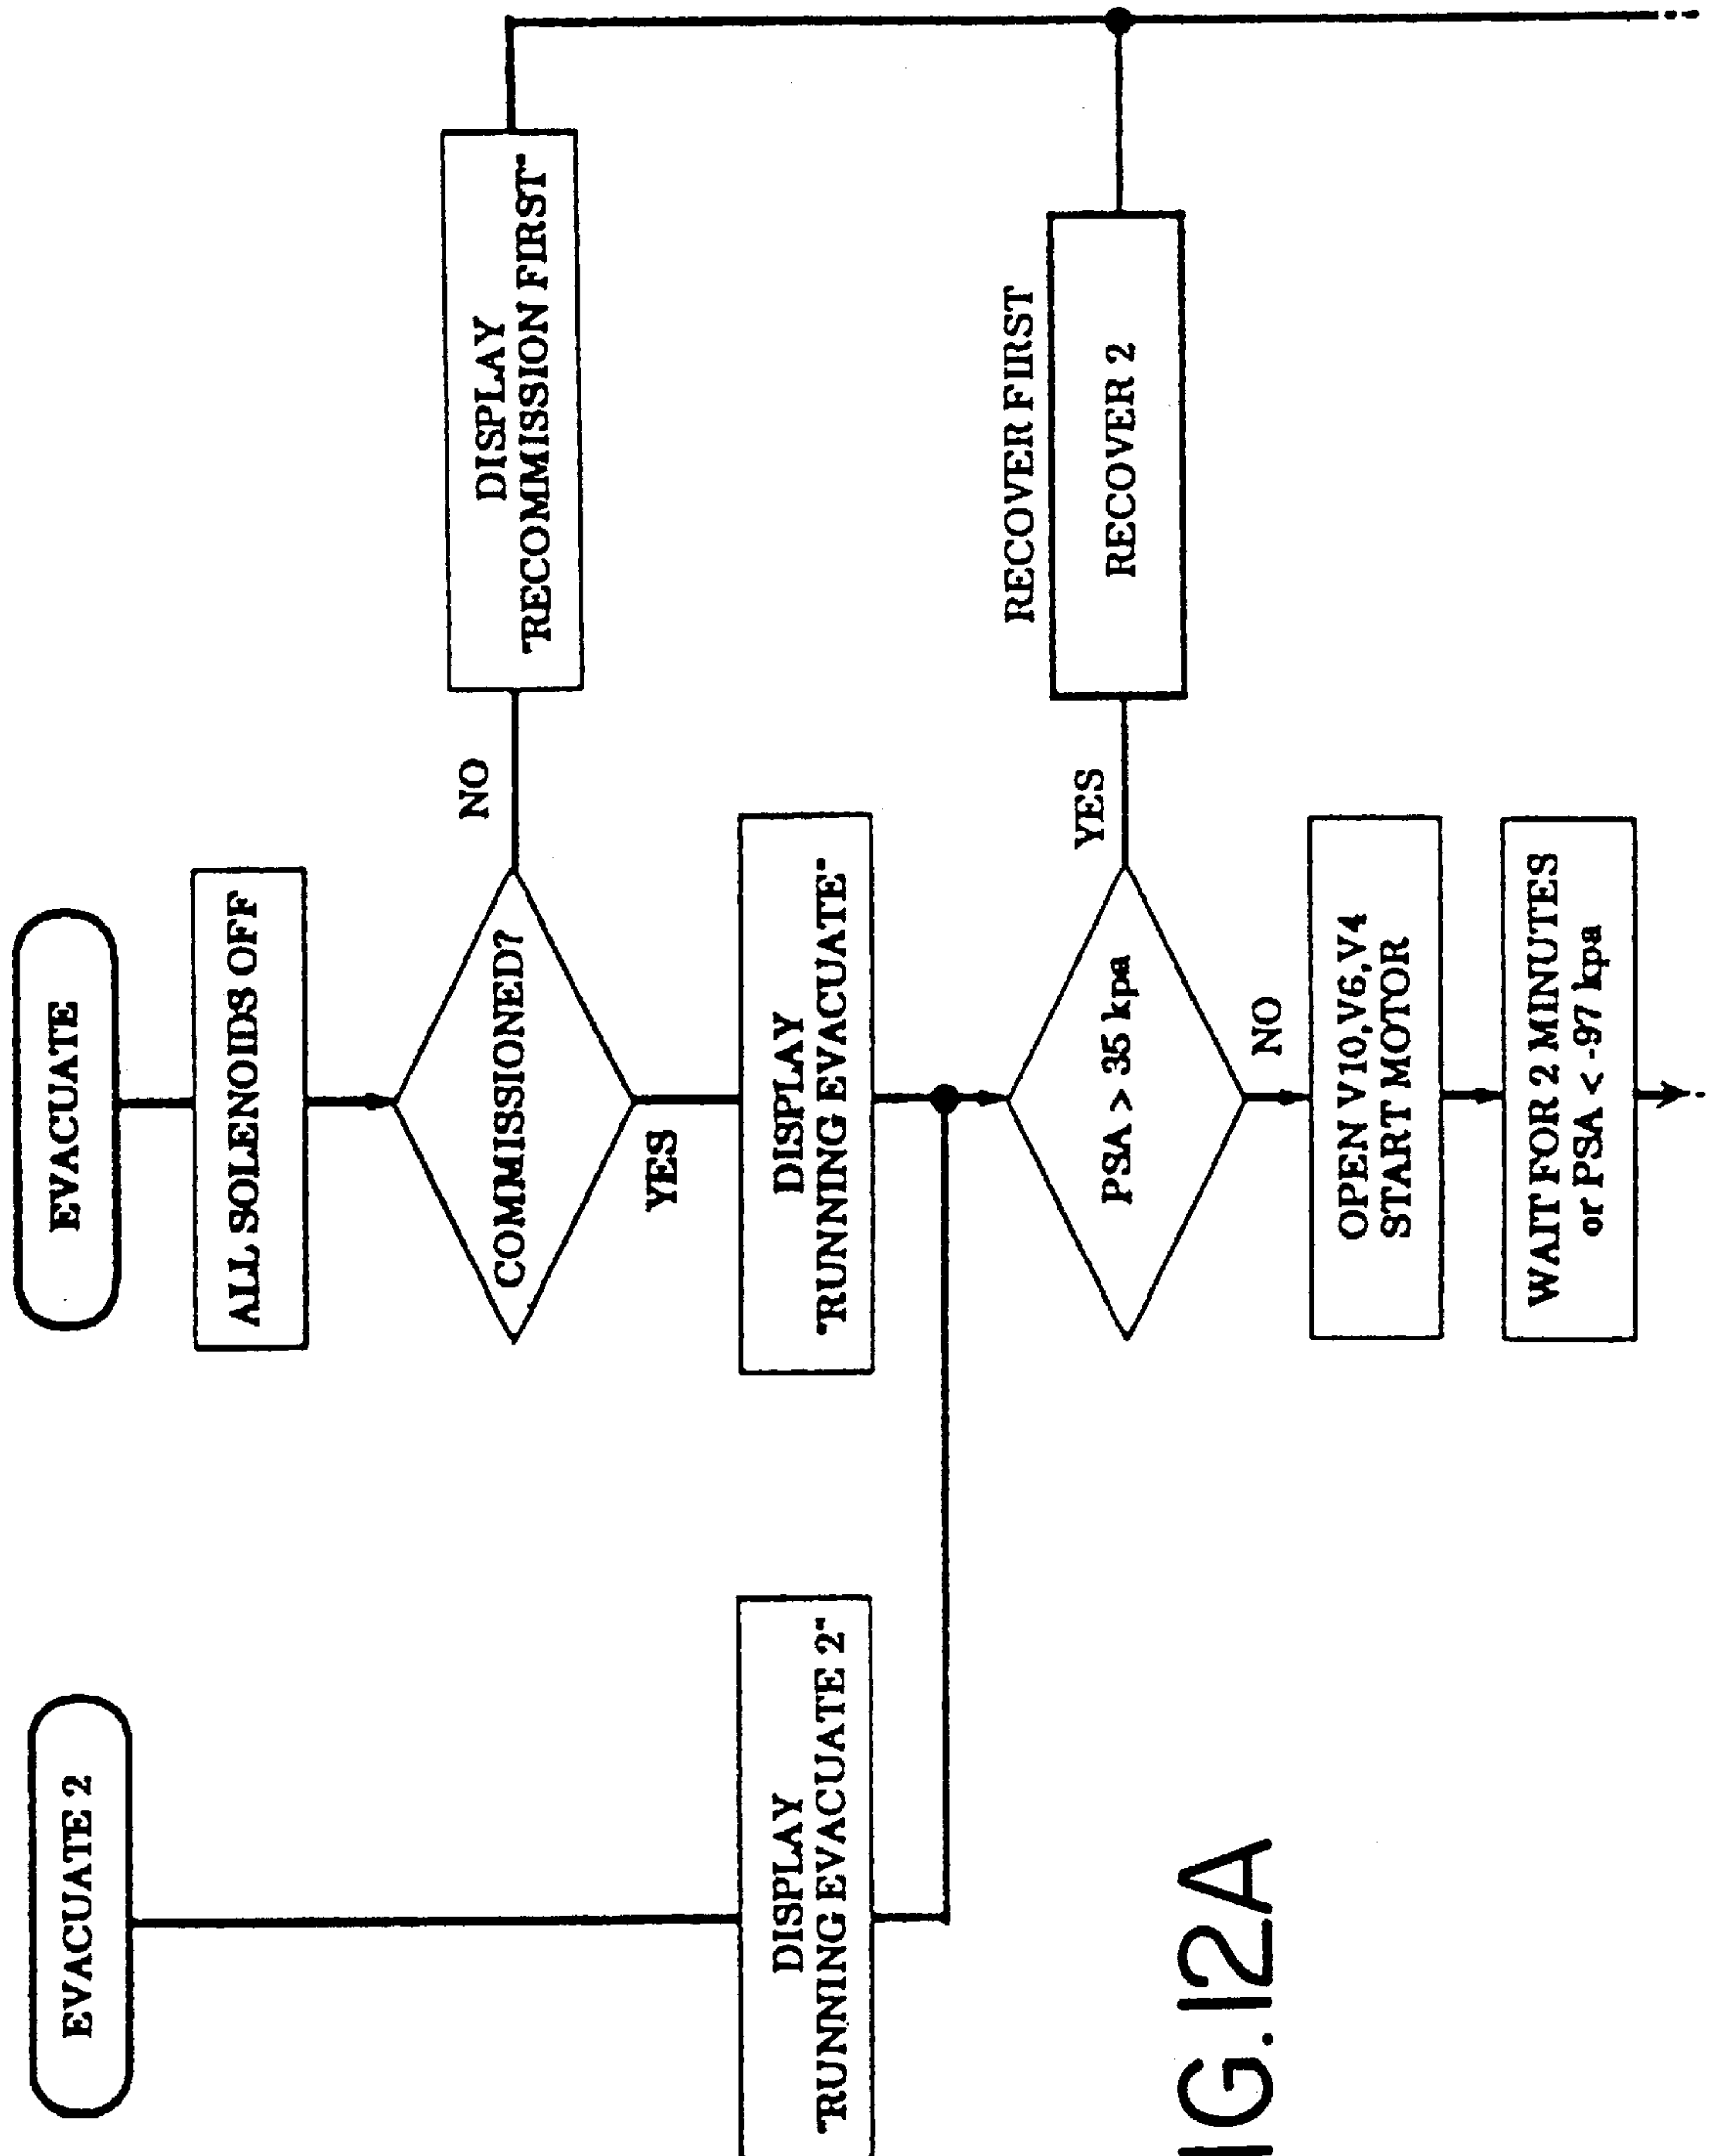 EVACUATE 2
EVACUATE
ALL SOLENOIDS OFF
COMMISSIONED?
NO
DISPLAY
"RECOMMISSION FIRST"
YES
DISPLAY
"RUNNING EVACUATE 2"
DISPLAY
"RUNNING EVACUATE"
PSA > 35 kpa
YES
RECOVER FIRST
RECOVER 2
NO
OPEN V10,V6,V4
START MOTOR
WAIT FOR 2 MINUTES
or PSA < -97 kpa
IG.12A